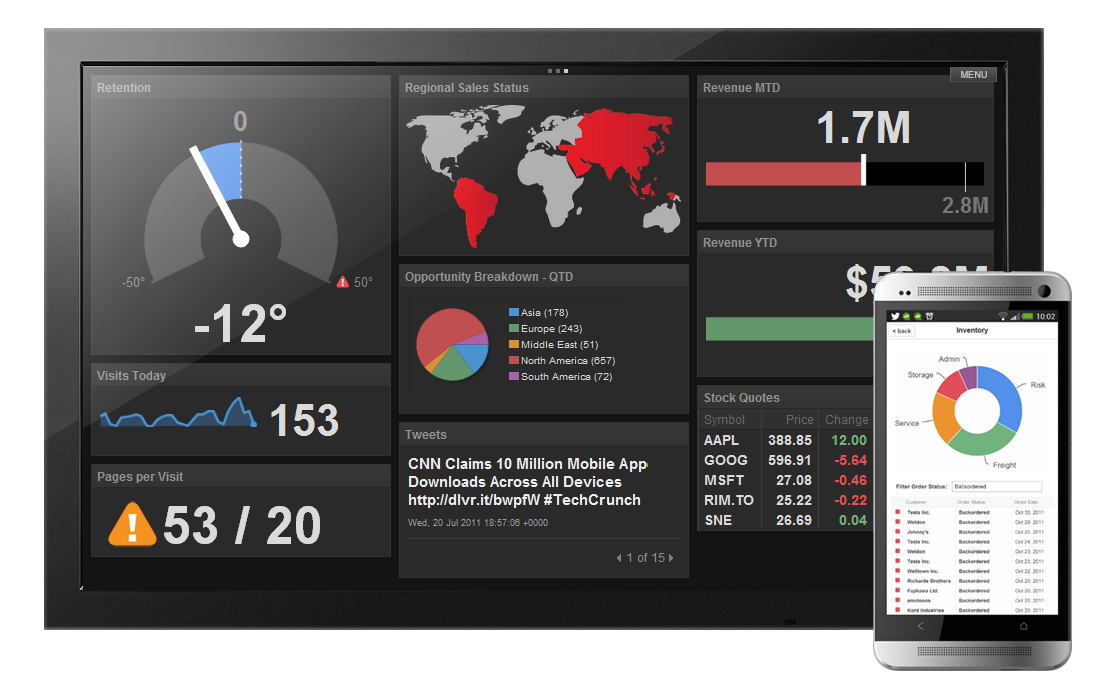 MENU
Retention
0
-50°
50°
-12°
Visits Today
153
Pages per Visit
53 / 20
Regional Sales Status
Opportunity Breakdown - QTD
Asia (178)
Europe (243)
Middle East (51)
North America (657)
South America (72)
Tweets
CNN Claims 10 Million Mobile App
Downloads Across All Devices
http://dlvr.it/bwpfW #TechCrunch
Wed, 20 Jul 2011 18:57:06 +0000
1 of 15
Revenue MTD
1.7M
2.8M
Revenue YTD
Stock Quotes
Symbol Price Change
AAPL 388.85 12.00
GOOG 596.91 -5.64
MSFT 27.08 -0.46
RIM.TO 25.22 -0.22
SNE 26.69 0.04
10:02
< back Inventory
Admin
Storage
Risk
Service
Freight
Filter Order Status: Backordered
Customer Order Status Order Date
Testa Inc. Backordered Oct 30, 2011
Weldon Backordered Oct 29, 2011
Johnny's Backordered Oct 25, 2011
Testa Inc. Backordered Oct 24, 2011
Weldon Backordered Oct 23, 2011
Testa Inc. Backordered Oct 23, 2011
Welltown Inc. Backordered Oct 22, 2011
Richards Brothers Backordered Oct 20, 2011
Fujikawa Ltd. Backordered Oct 20, 2011
emotoons Backordered Oct 20, 2011
Kord Industries Backordered Oct 20, 2011